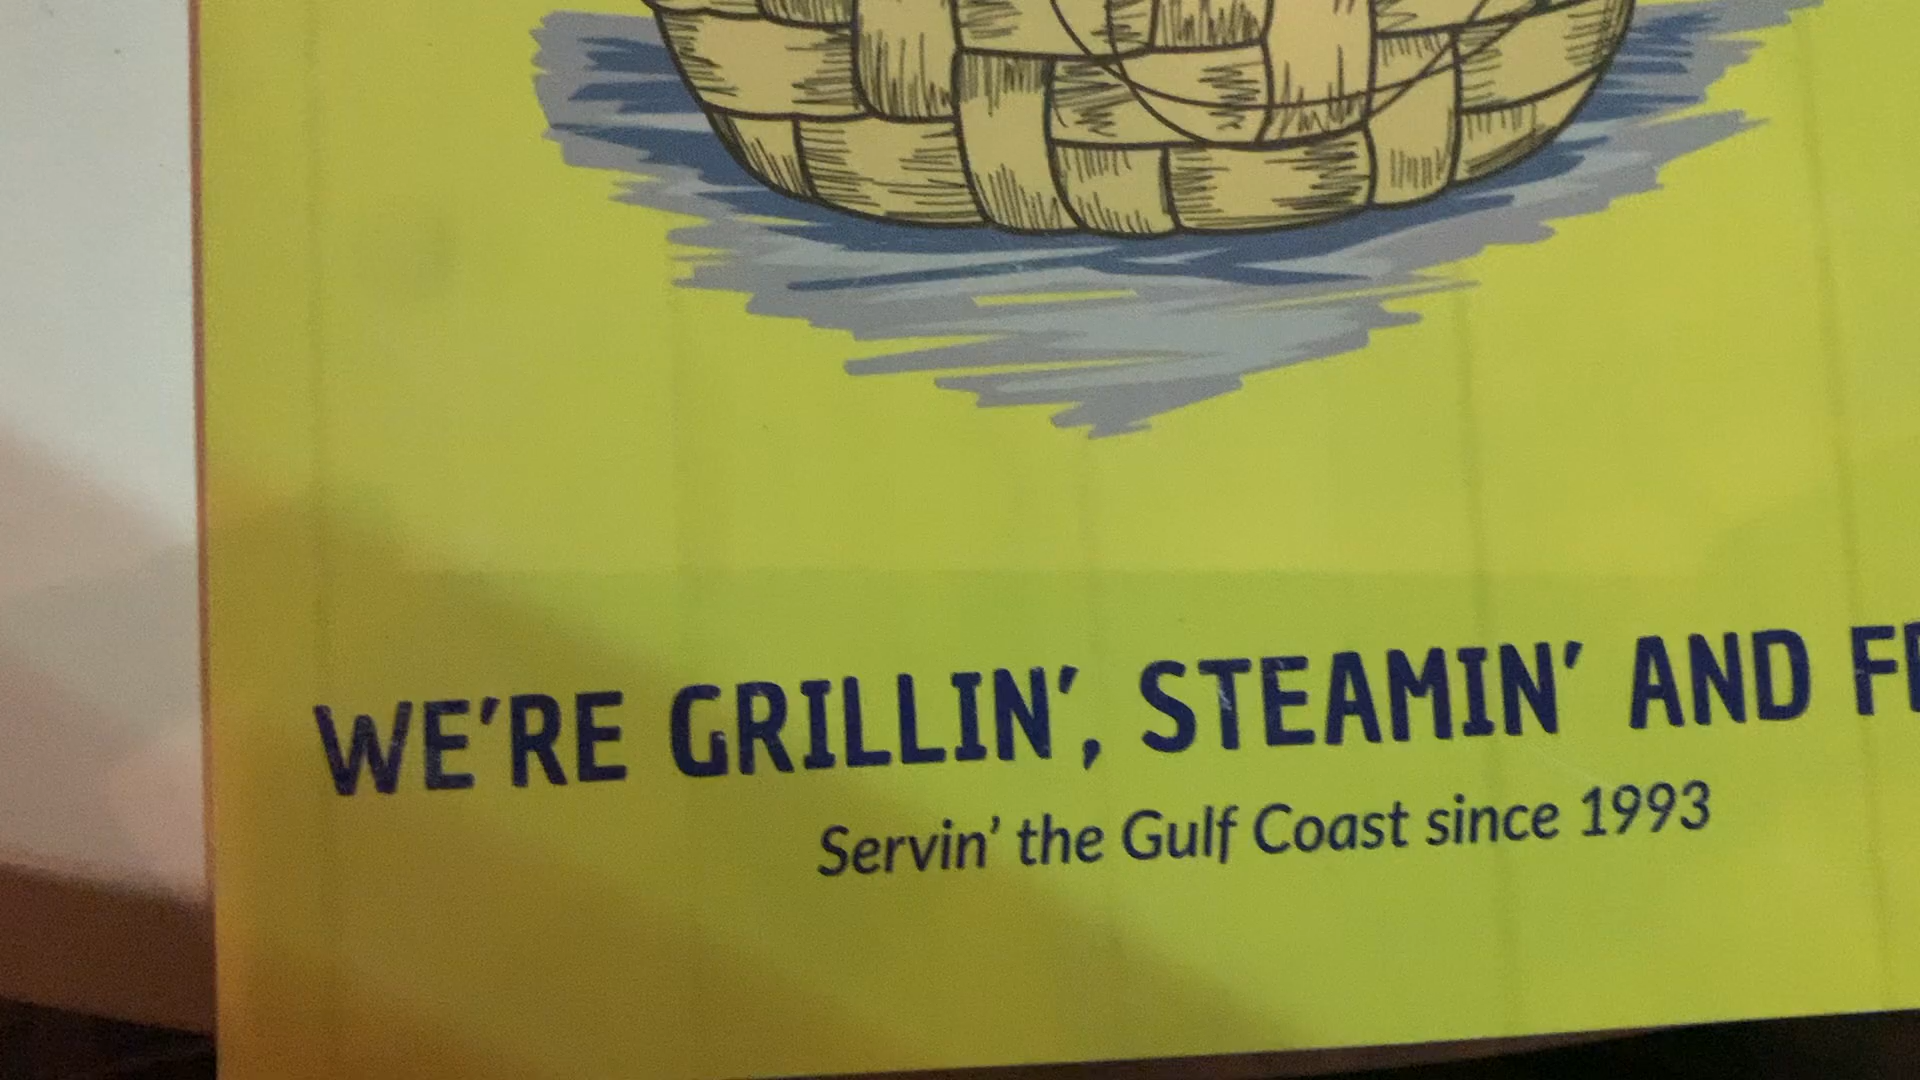 WE'RE GRILLIN', STEAMIN' AND
Servin' the Gulf Coast since 1993